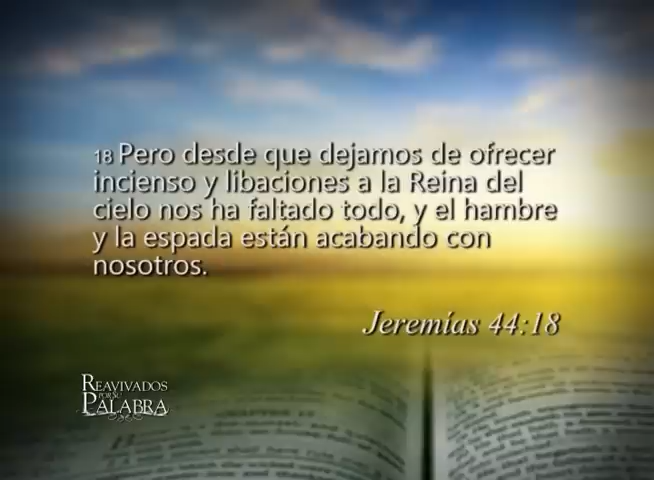 18 Pero desde que dejamos de ofrecer
incienso y libaciones a la Reina del
cielo nos ha faltado todo, y el hambre
y la espada están acabando con
nosotros.
Jeremías 44:18
REAVIVADOS
POR SU
PALABRA